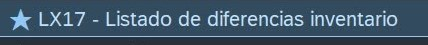 LX17 - Listado de diferencias inventario